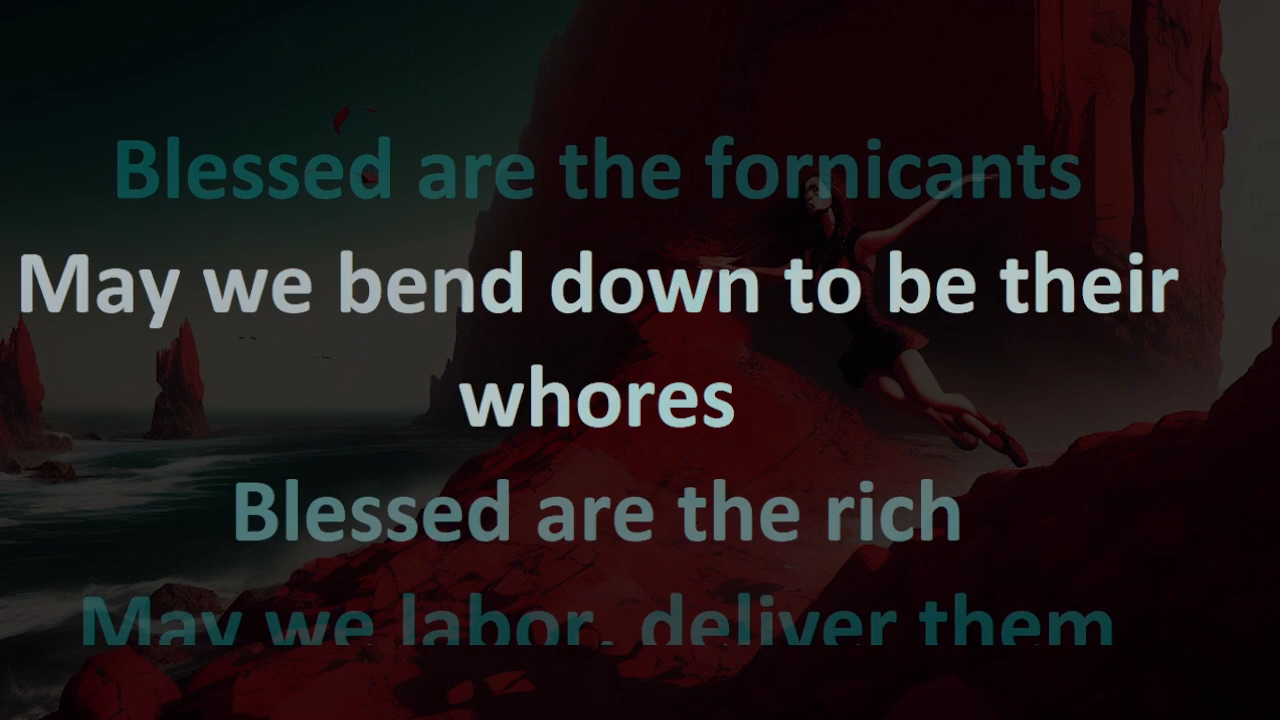 Blessed are the fornicants
May we bend down to be their
whores
Blessed are the rich
May we labor, deliver them